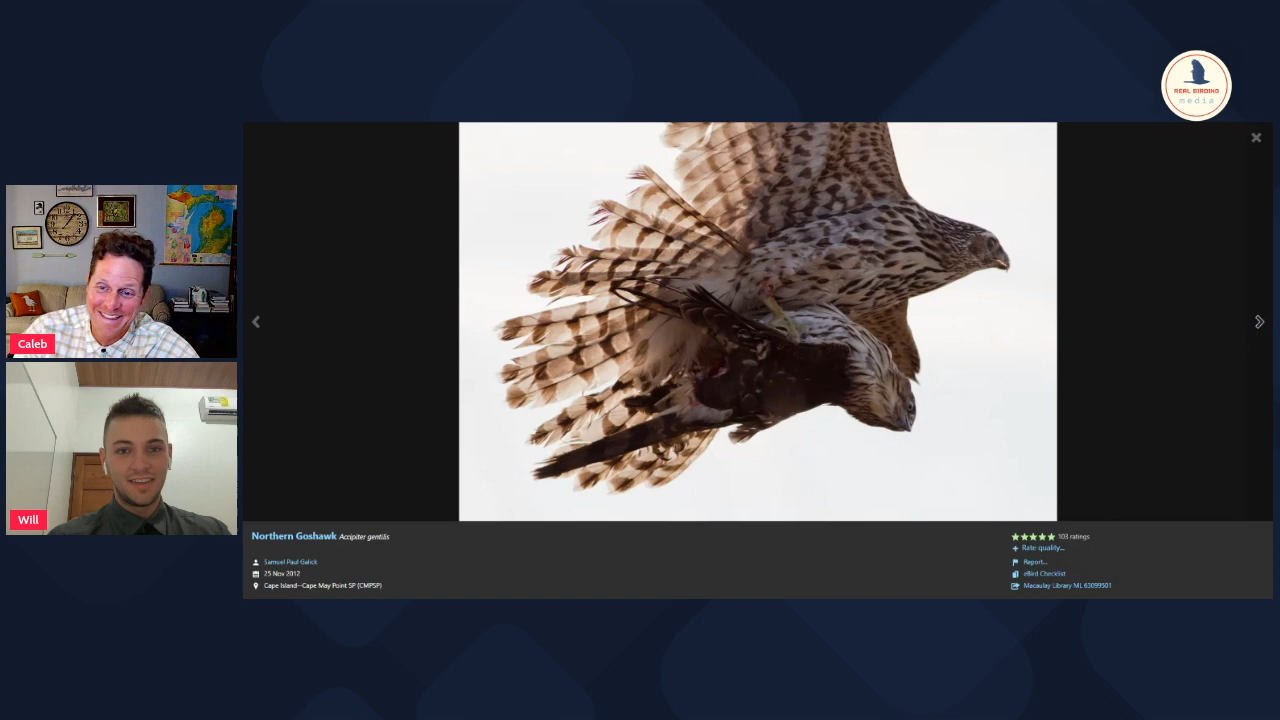 REAL BIRDING
media
Caleb
Will
Northern Goshawk Accipiter gentilis
Samuel Paul Galick
25 Nov 2012
Cape Island--Cape May Point SP (CMPSP)
103 ratings
Rate quality...
Report...
eBird Checklist
Macaulay Library ML 63099501